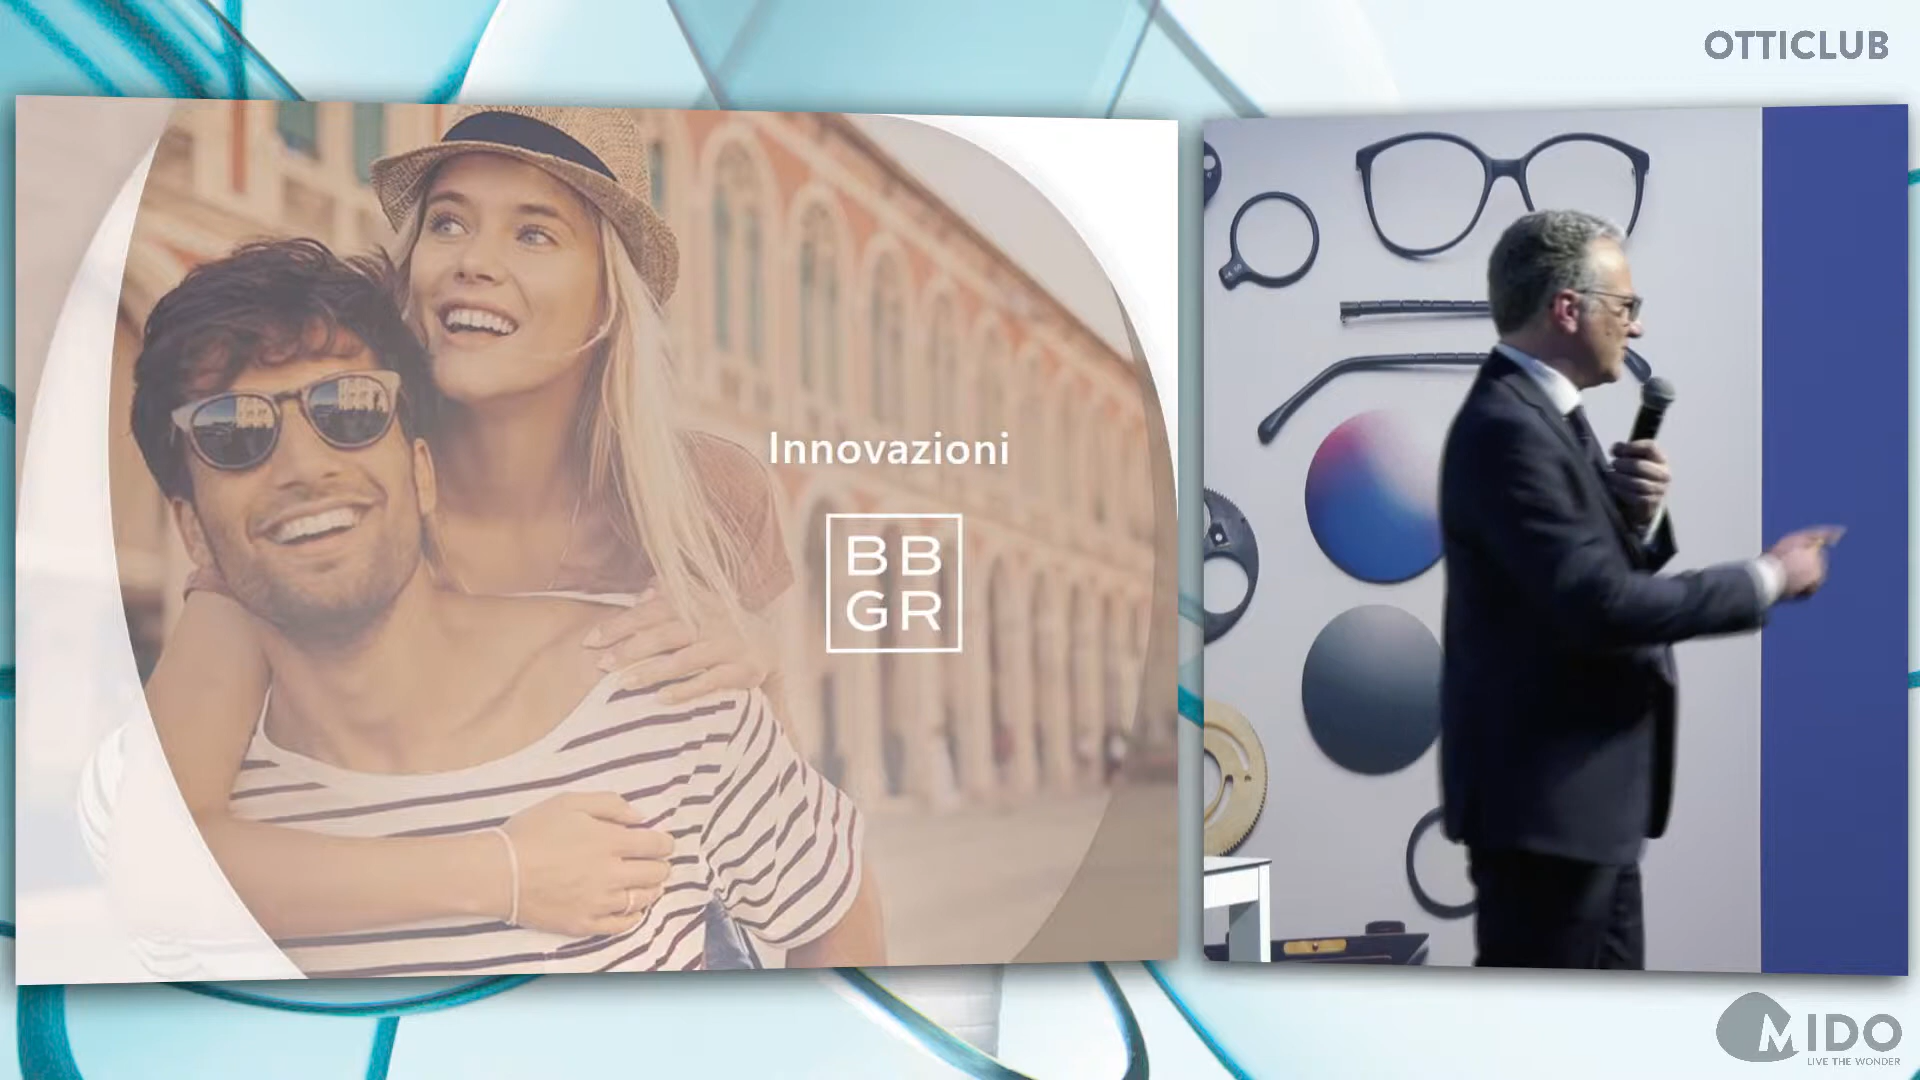 OTTICLUB
Innovazioni
BB
GR
MIDO
LIVE THE WONDER